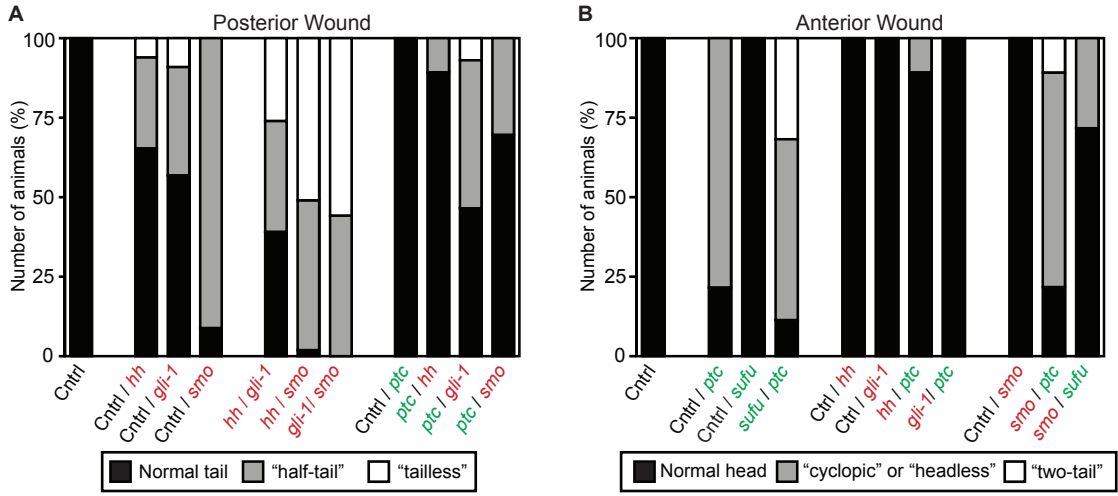 A
Posterior Wound
Number of animals (%)
100
75
50
25
0
Cntrl
Cntrl / hh
Cntrl / gli-1
Cntrl / smo
hh / gli-1
hh / smo
gli-1/ smo
Cntrl / ptc
ptc / hh
ptc / gli-1
ptc / smo
Normal tail "half-tail" "tailless"
B
Anterior Wound
Number of animals (%)
100
75
50
25
0
Cntrl
Cntrl / ptc
Cntrl / sufu
sufu / ptc
Ctrl / hh
Ctrl / gli-1
hh / ptc
gli-1/ ptc
Cntrl / smo
smo / ptc
smo / sufu
Normal head "cyclopic" or "headless" "two-tail"